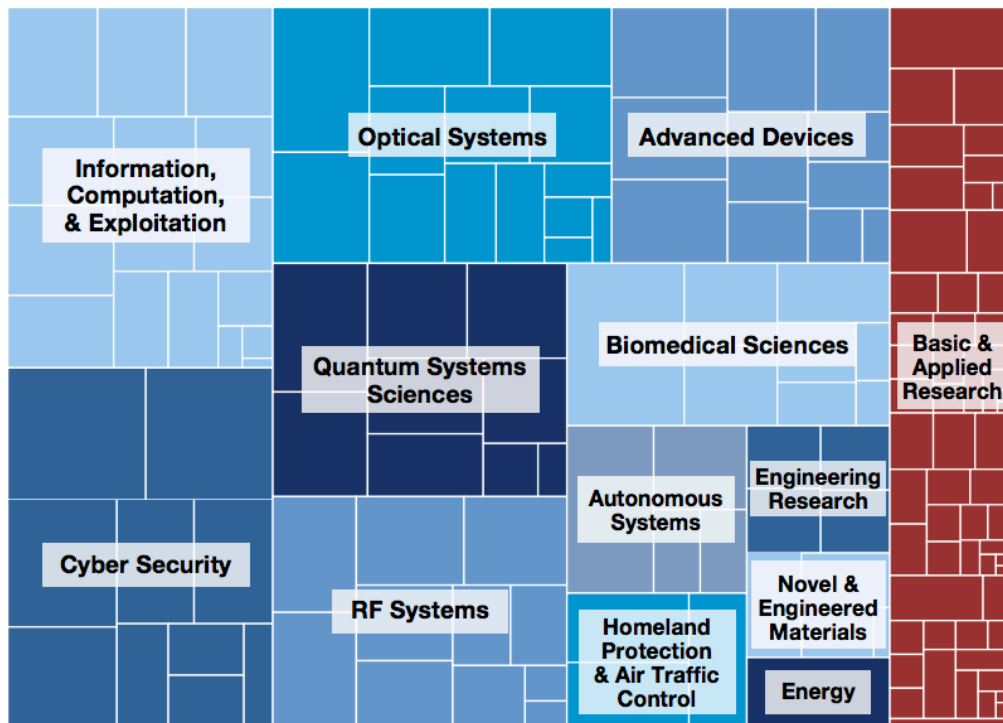 Optical Systems
Advanced Devices
Information,
Computation,
& Exploitation
Quantum Systems
Sciences
Biomedical Sciences
Basic &
Applied
Research
Cyber Security
RF Systems
Autonomous
Systems
Engineering
Research
Homeland
Protection
& Air Traffic
Control
Novel &
Engineered
Materials
Energy